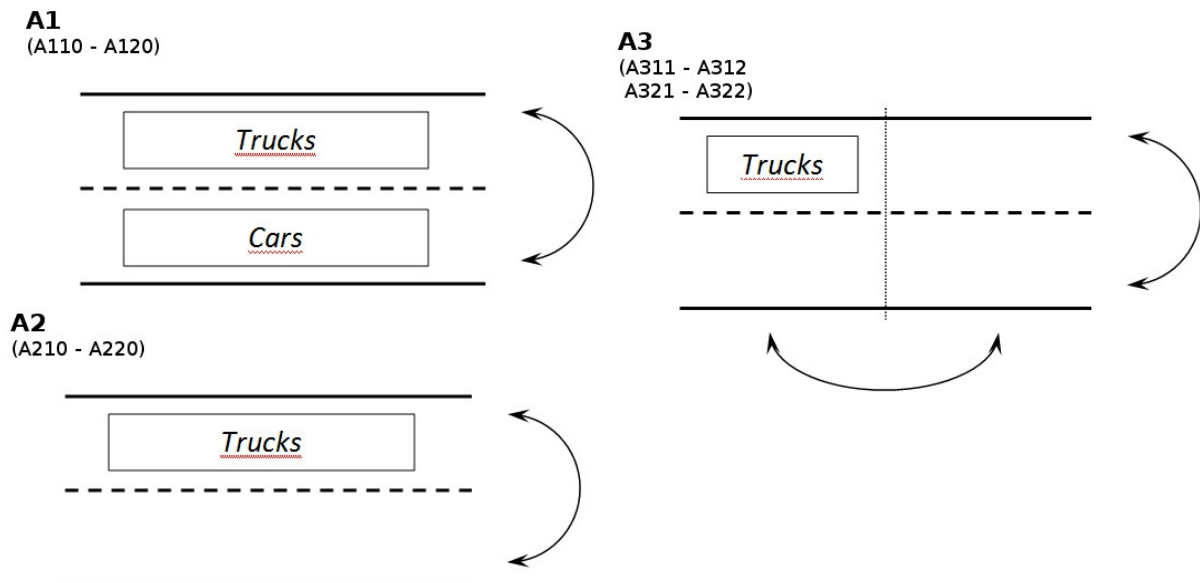 A1
(A110 - A120)
Trucks
Cars
A2
(A210 - A220)
Trucks
A3
(A311 - A312
A321 - A322)
Trucks